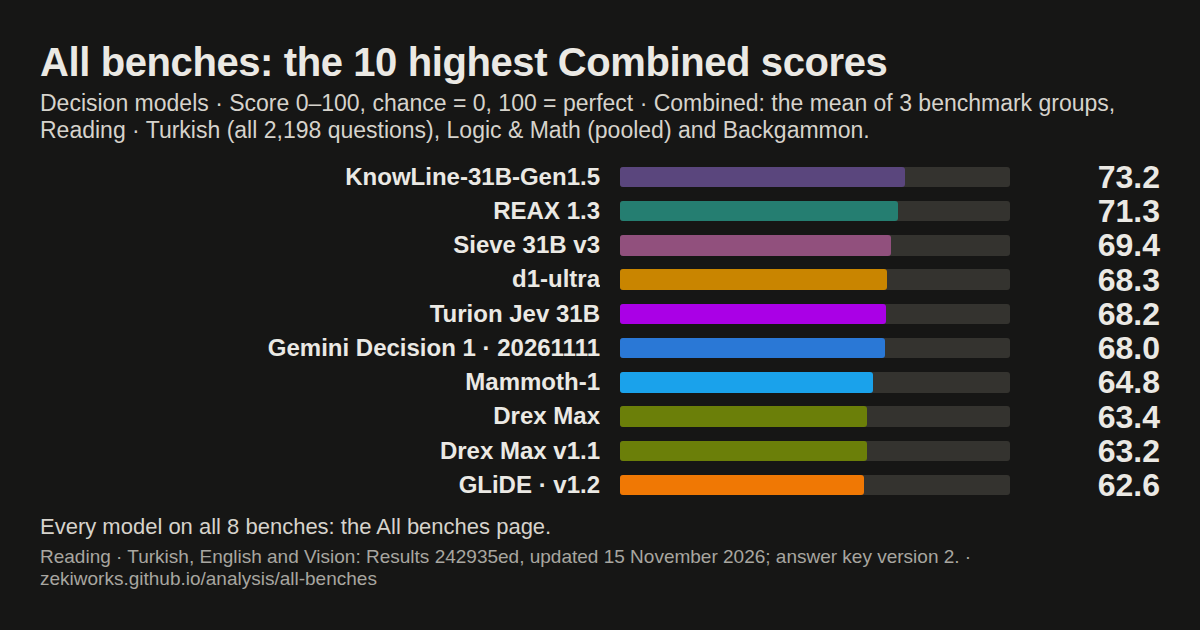 All benches: the 10 highest Combined scores
Decision models · Score 0–100, chance = 0, 100 = perfect · Combined: the mean of 3 benchmark groups,
Reading · Turkish (all 2,198 questions), Logic & Math (pooled) and Backgammon.
KnowLine-31B-Gen1.5 73.2
REAX 1.3 71.3
Sieve 31B v3 69.4
d1-ultra 68.3
Turion Jev 31B 68.2
Gemini Decision 1 · 20261111 68.0
Mammoth-1 64.8
Drex Max 63.4
Drex Max v1.1 63.2
GLiDE · v1.2 62.6
Every model on all 8 benches: the All benches page.
Reading · Turkish, English and Vision: Results 242935ed, updated 15 November 2026; answer key version 2. ·
zekiworks.github.io/analysis/all-benches